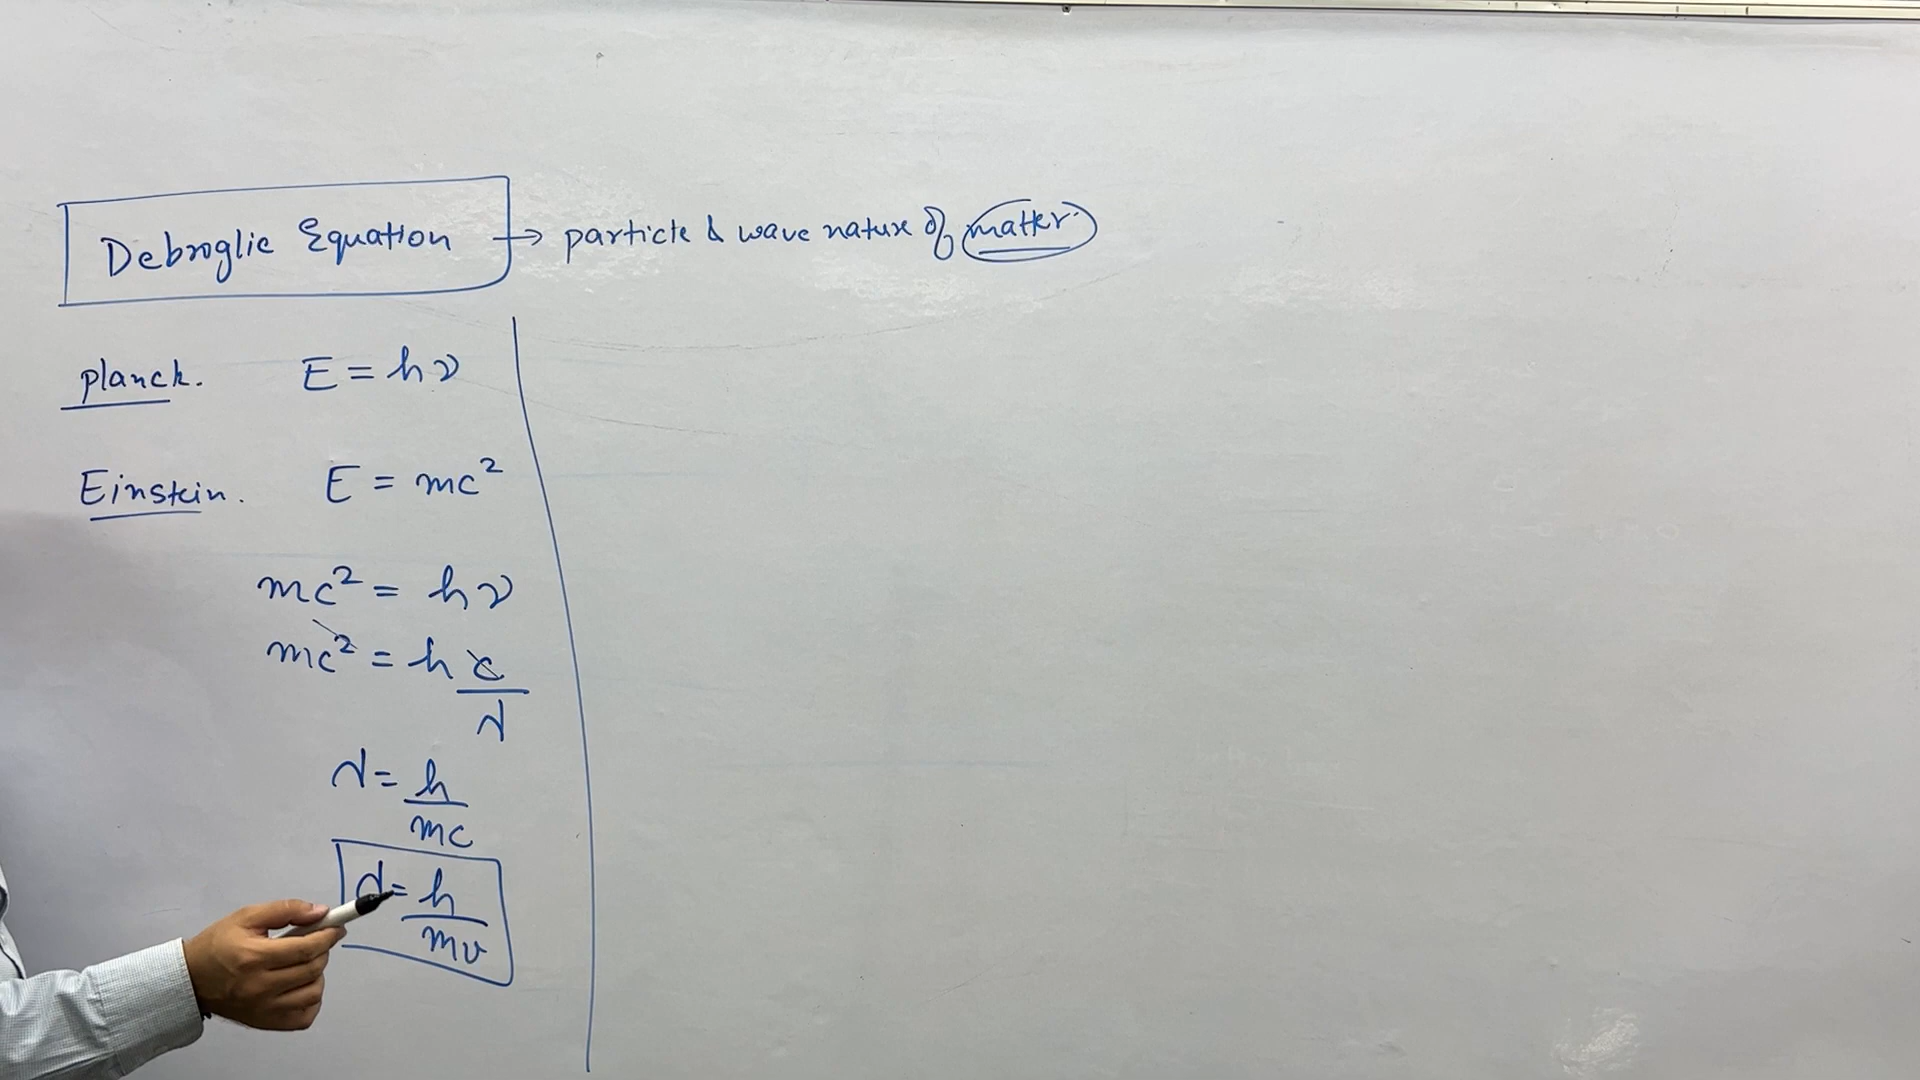 Debroglie Equation → particle & wave nature of matter.
planck. E = hν
Einstein. E = mc²
mc² = hν
mc² = h c/λ
λ = h/mc
λ = h/mv